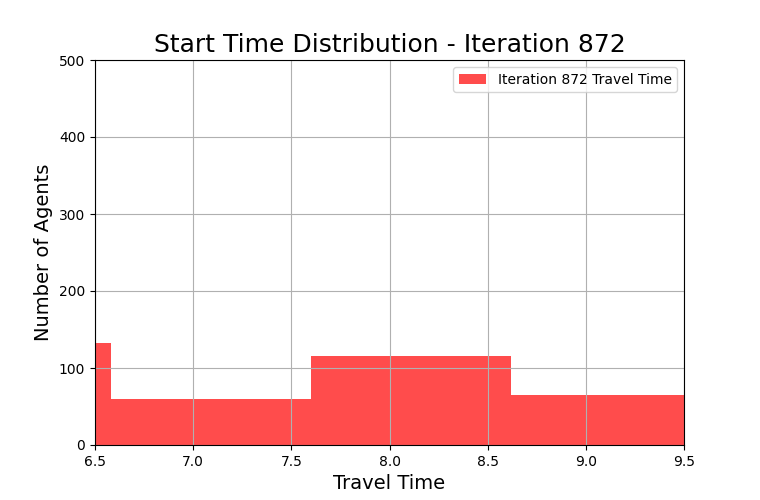 Start Time Distribution - Iteration 872
Iteration 872 Travel Time
Number of Agents
500
400
300
200
100
0
6.5 7.0 7.5 8.0 8.5 9.0 9.5
Travel Time